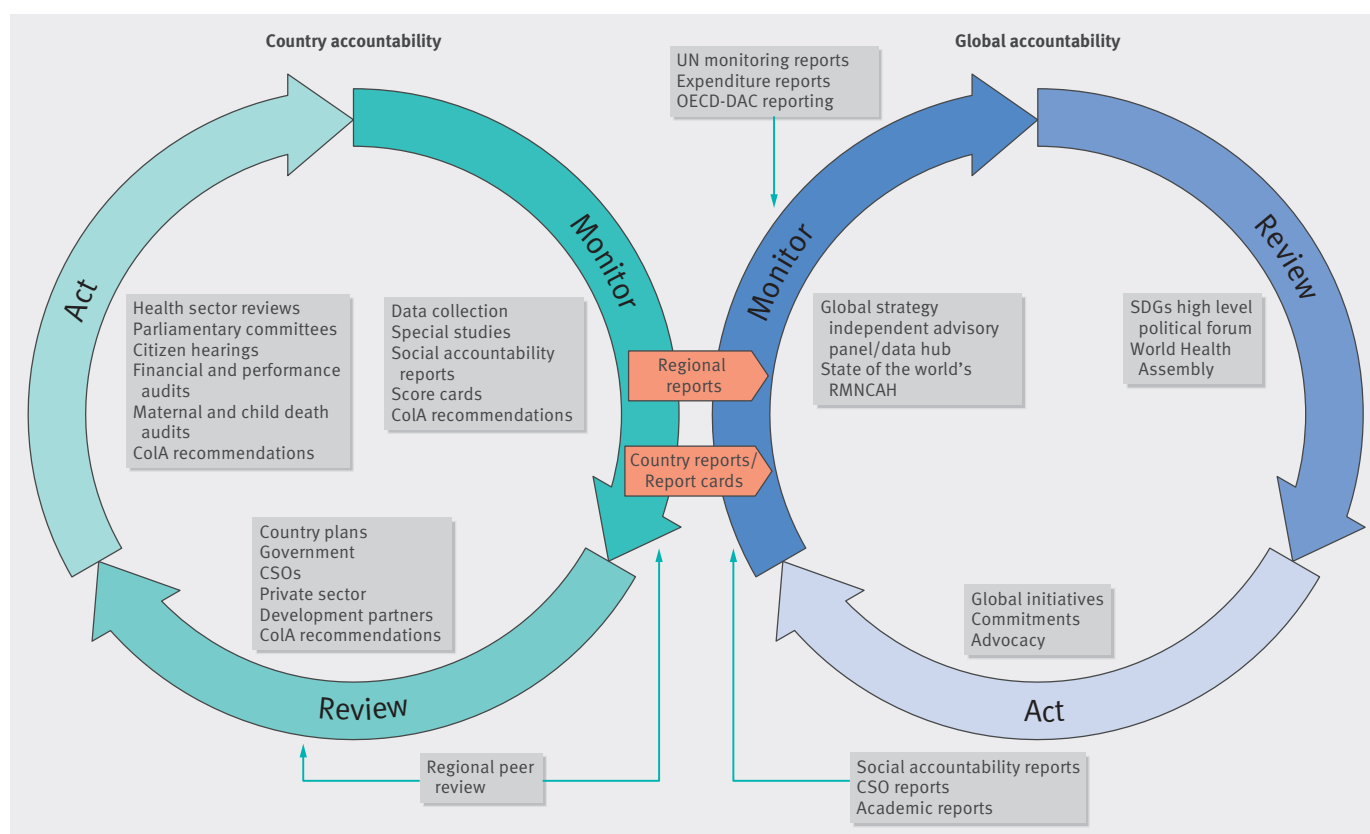 Country accountability
Global accountability
UN monitoring reports
Expenditure reports
OECD-DAC reporting
Act
Monitor
Monitor
Review
Health sector reviews
Parliamentary committees
Citizen hearings
Financial and performance
audits
Maternal and child death
audits
CoIA recommendations
Data collection
Special studies
Social accountability
reports
Score cards
CoIA recommendations
Regional
reports
Country reports/
Report cards
Global strategy
independent advisory
panel/data hub
State of the world's
RMNCAH
SDGs high level
political forum
World Health
Assembly
Country plans
Government
CSOs
Private sector
Development partners
CoIA recommendations
Global initiatives
Commitments
Advocacy
Review
Act
Regional peer
review
Social accountability reports
CSO reports
Academic reports